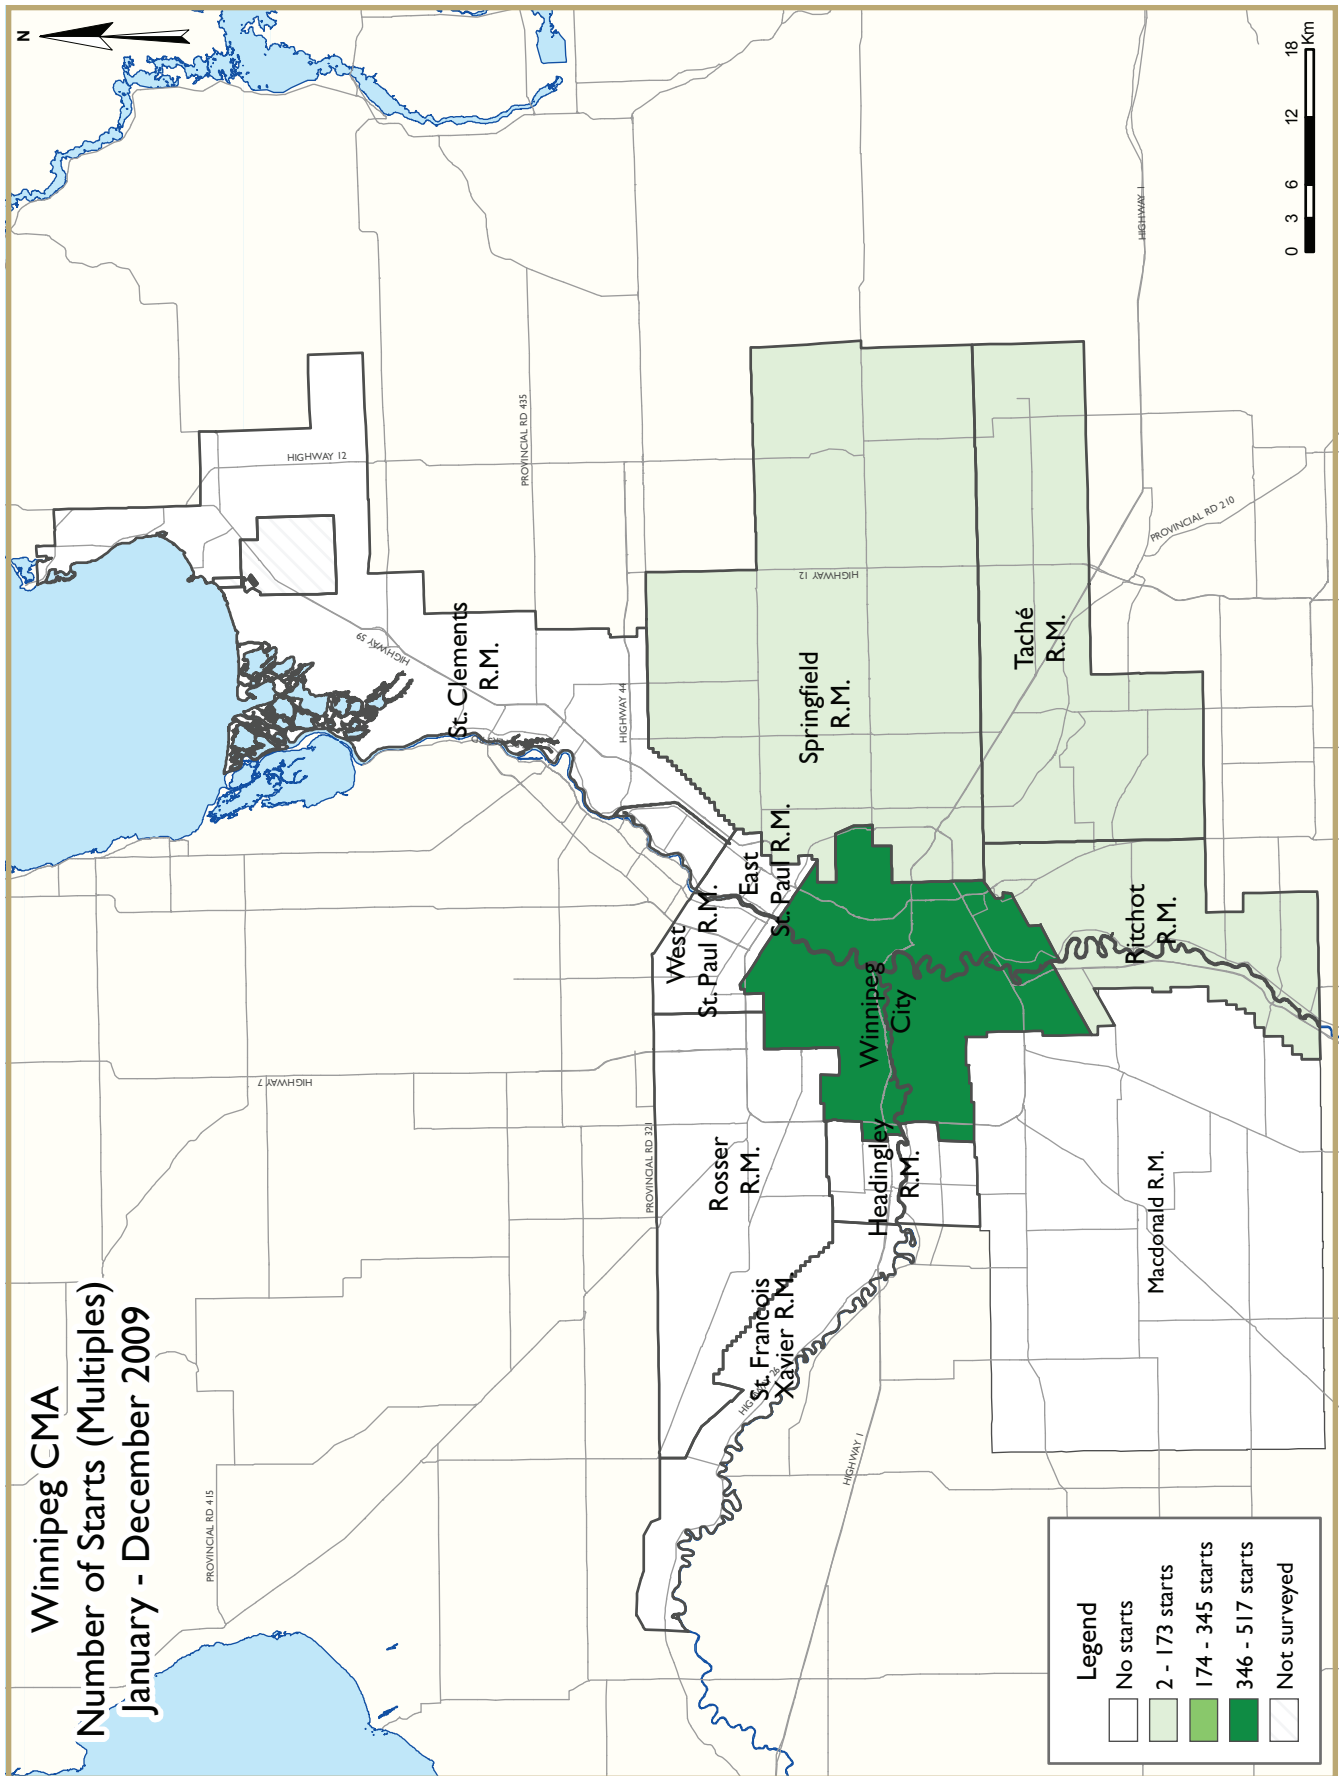 Winnipeg CMA
Number of Starts (Multiples)
January - December 2009
N
PROVINCIAL RD 415
HIGHWAY 7
HIGHWAY 12
HIGHWAY 59
PROVINCIAL RD 435
St. Clements
R.M.
HIGHWAY 44
PROVINCIAL RD 321
West
St. Paul R.M.
East
St. Paul R.M.
Rosser
R.M.
St. Francois
Xavier R.M.
Springfield
R.M.
HIGHWAY 12
Winnipeg
City
Headingley
R.M.
HIGHWAY 1
Taché
R.M.
HIGHWAY 1
PROVINCIAL RD 210
Ritchot
R.M.
Macdonald R.M.
Legend
No starts
2 - 173 starts
174 - 345 starts
346 - 517 starts
Not surveyed
0 3 6 12 18
Km